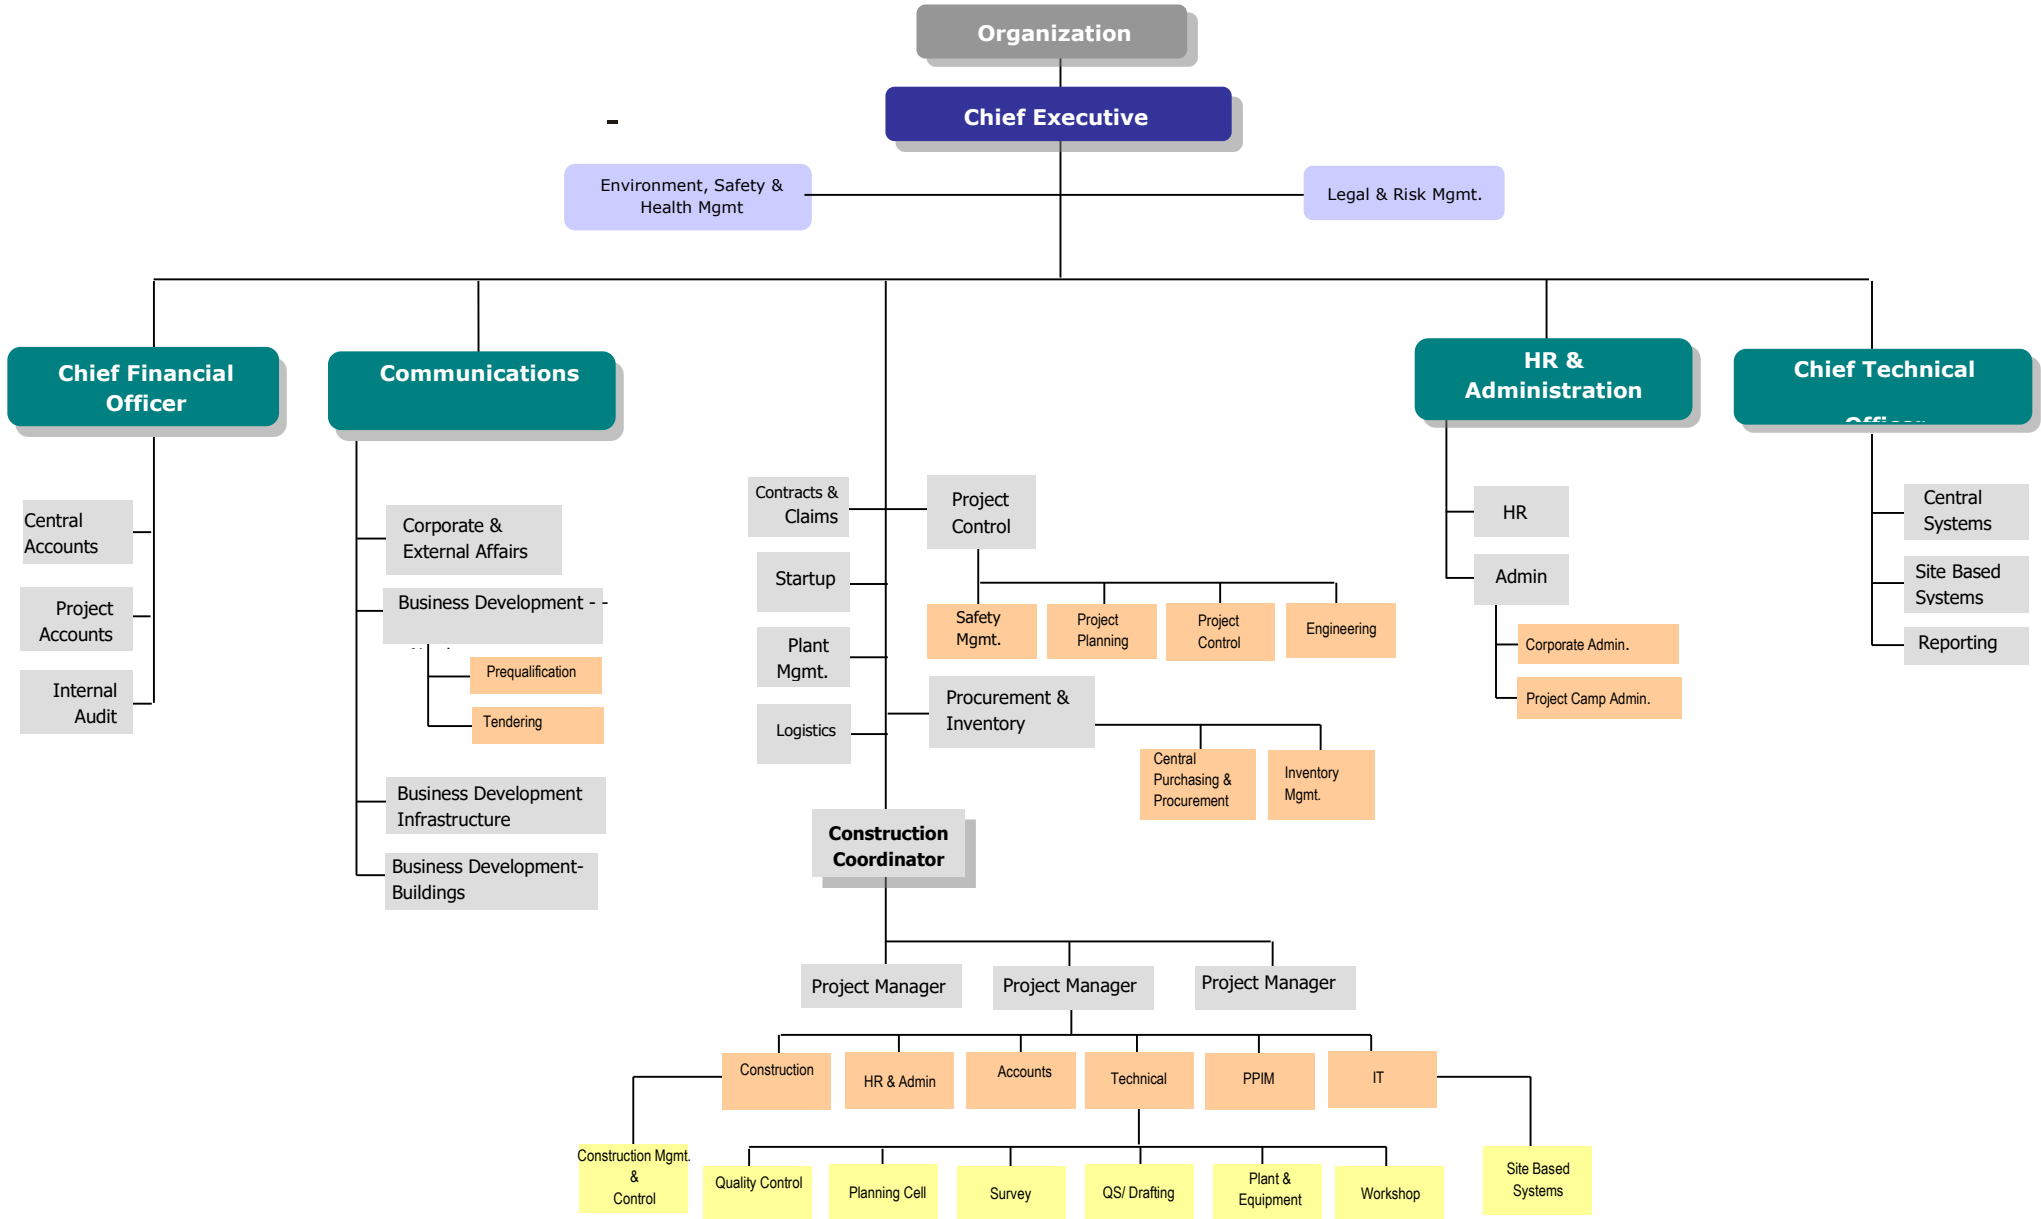 Organization
-
Chief Executive
Environment, Safety &
Health Mgmt
Legal & Risk Mgmt.
Chief Financial
Officer
Communications
HR &
Administration
Chief Technical
Central
Accounts
Project
Accounts
Internal
Audit
Corporate &
External Affairs
Business Development - -
Prequalification
Tendering
Business Development
Infrastructure
Business Development-
Buildings
Contracts &
Claims
Startup
Plant
Mgmt.
Logistics
Project
Control
Safety
Mgmt.
Project
Planning
Project
Control
Engineering
Procurement &
Inventory
Central
Purchasing &
Procurement
Inventory
Mgmt.
HR
Admin
Corporate Admin.
Project Camp Admin.
Central
Systems
Site Based
Systems
Reporting
Construction
Coordinator
Project Manager
Project Manager
Project Manager
Construction
HR & Admin
Accounts
Technical
PPIM
IT
Construction Mgmt.
&
Control
Quality Control
Planning Cell
Survey
QS/ Drafting
Plant &
Equipment
Workshop
Site Based
Systems